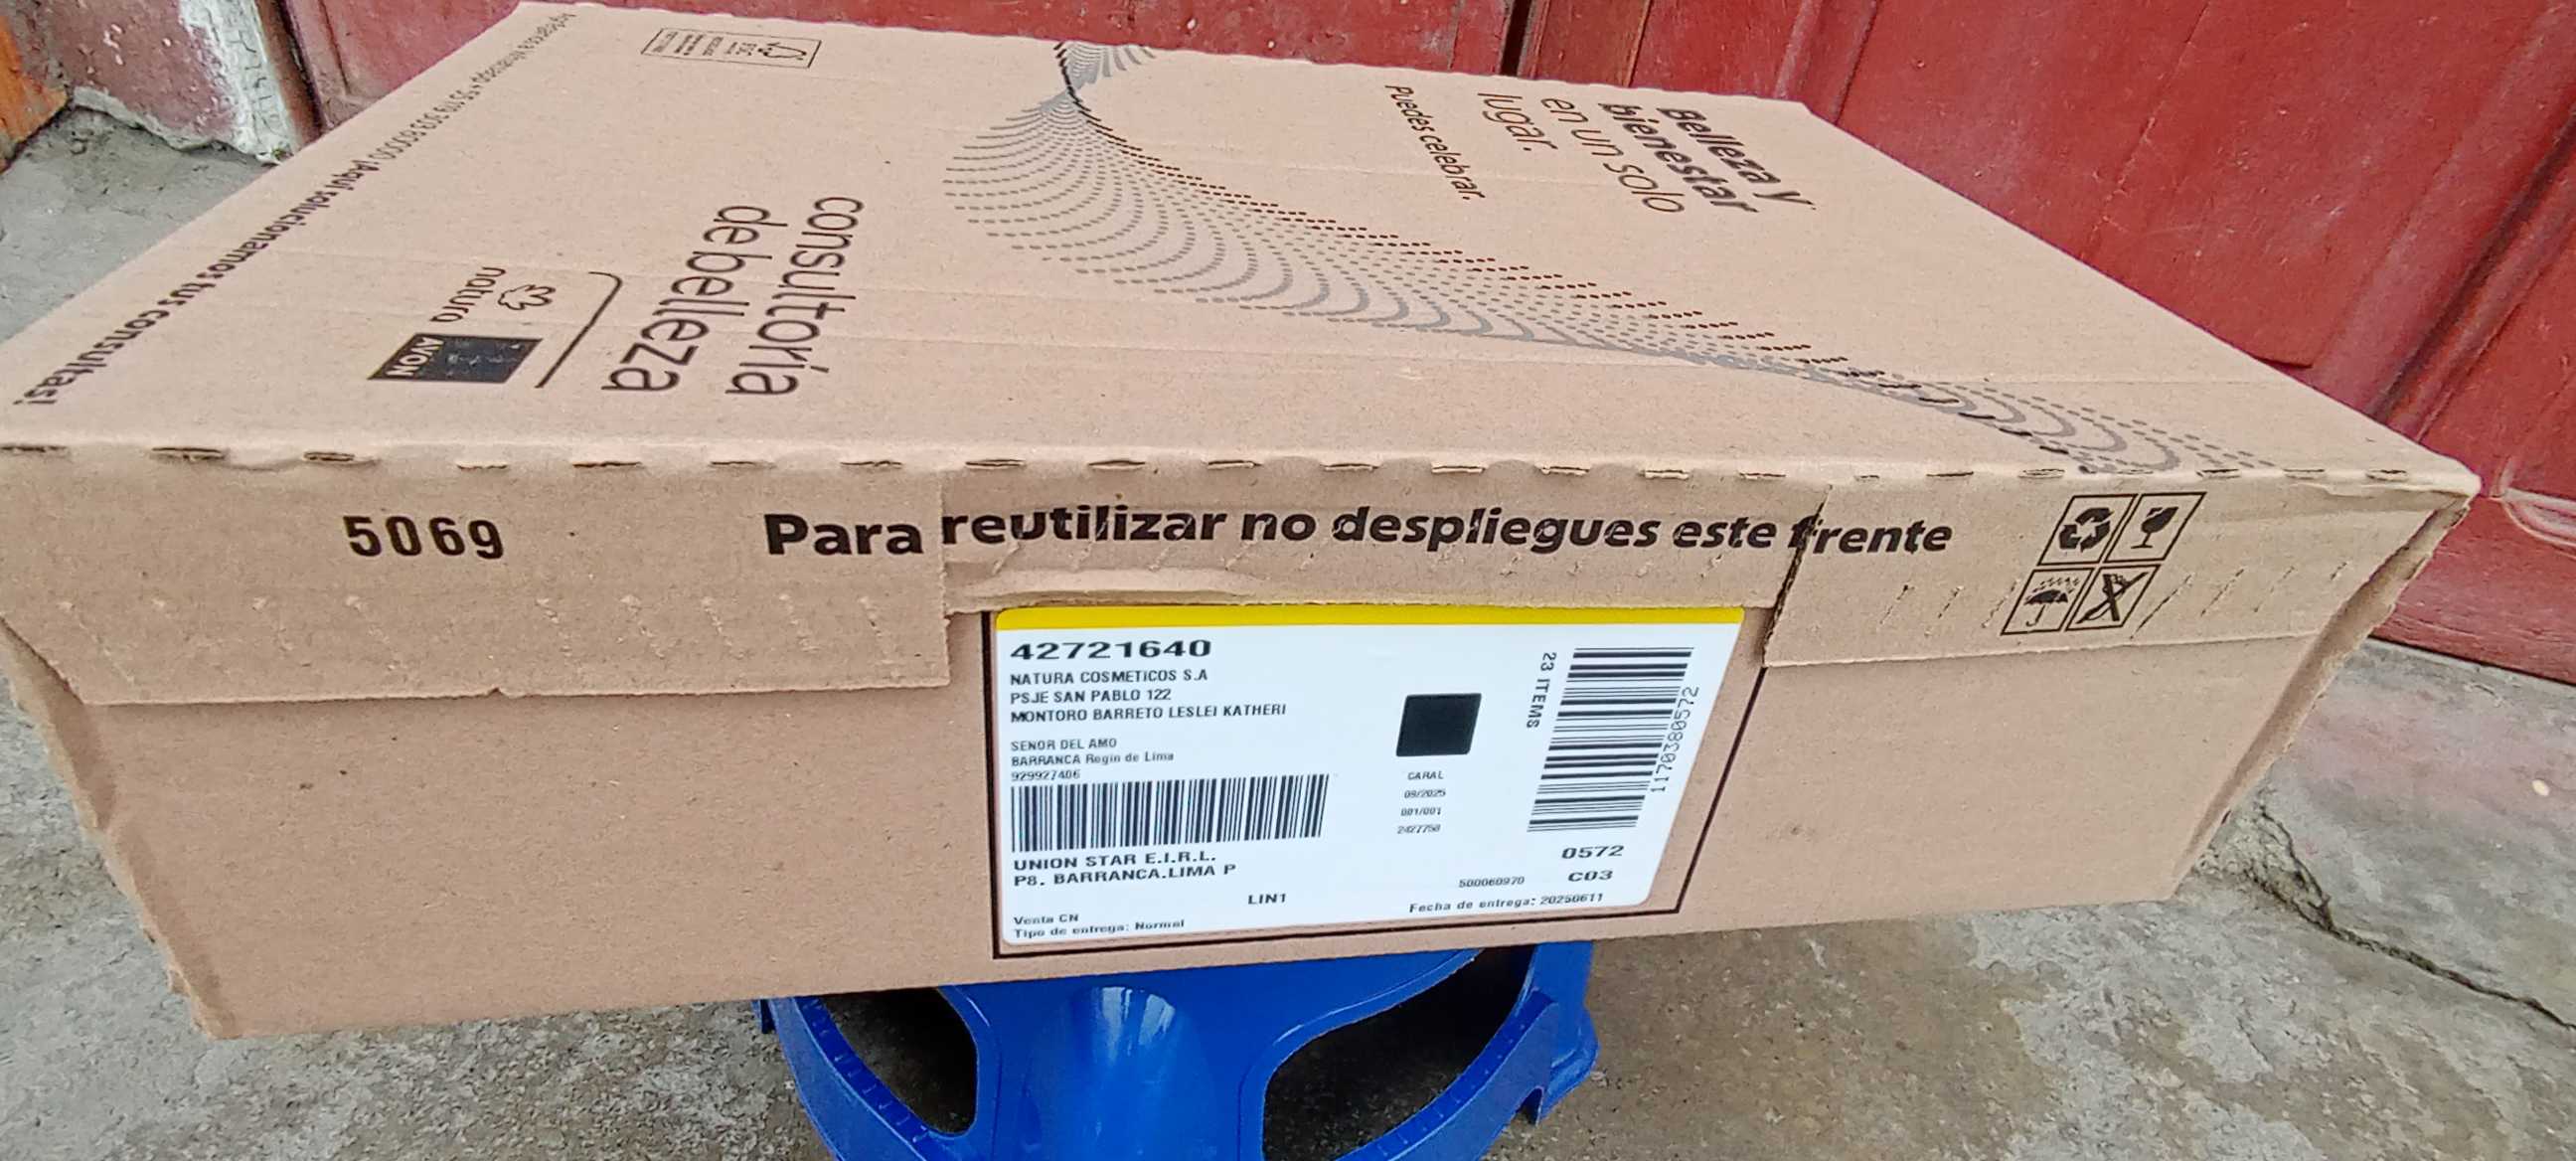 Belleza y
bienestar
en un solo
lugar.
Puedes celebrar.
consultoría
de belleza
natura
AVON
¡Aquí solucionamos tus consultas!
5069
Para reutilizar no despliegues este frente
42721640
NATURA COSMETICOS S.A
PSJE SAN PABLO 122
MONTORO BARRETO LESLEI KATHERI
SENOR DEL AMO
BARRANCA Regin de Lima
929927406
UNION STAR E.I.R.L.
P8. BARRANCA.LIMA P
LIN1
Venta CN
Tipo de entrega: Normal
CARAL
09/2025
001/001
2427750
23 ITEMS
11703800572
0572
C03
500060970
Fecha de entrega: 20250611